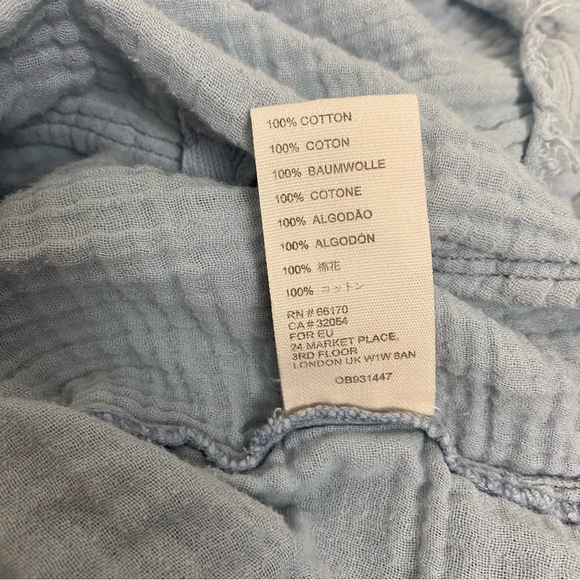 100% COTTON
100% COTON
100% BAUMWOLLE
100% COTONE
100% ALGODÃO
100% ALGODÓN
100% 棉花
100% コットン
RN # 66170
CA # 32054
FOR EU
24 MARKET PLACE,
3RD FLOOR
LONDON UK W1W 8AN
OB931447